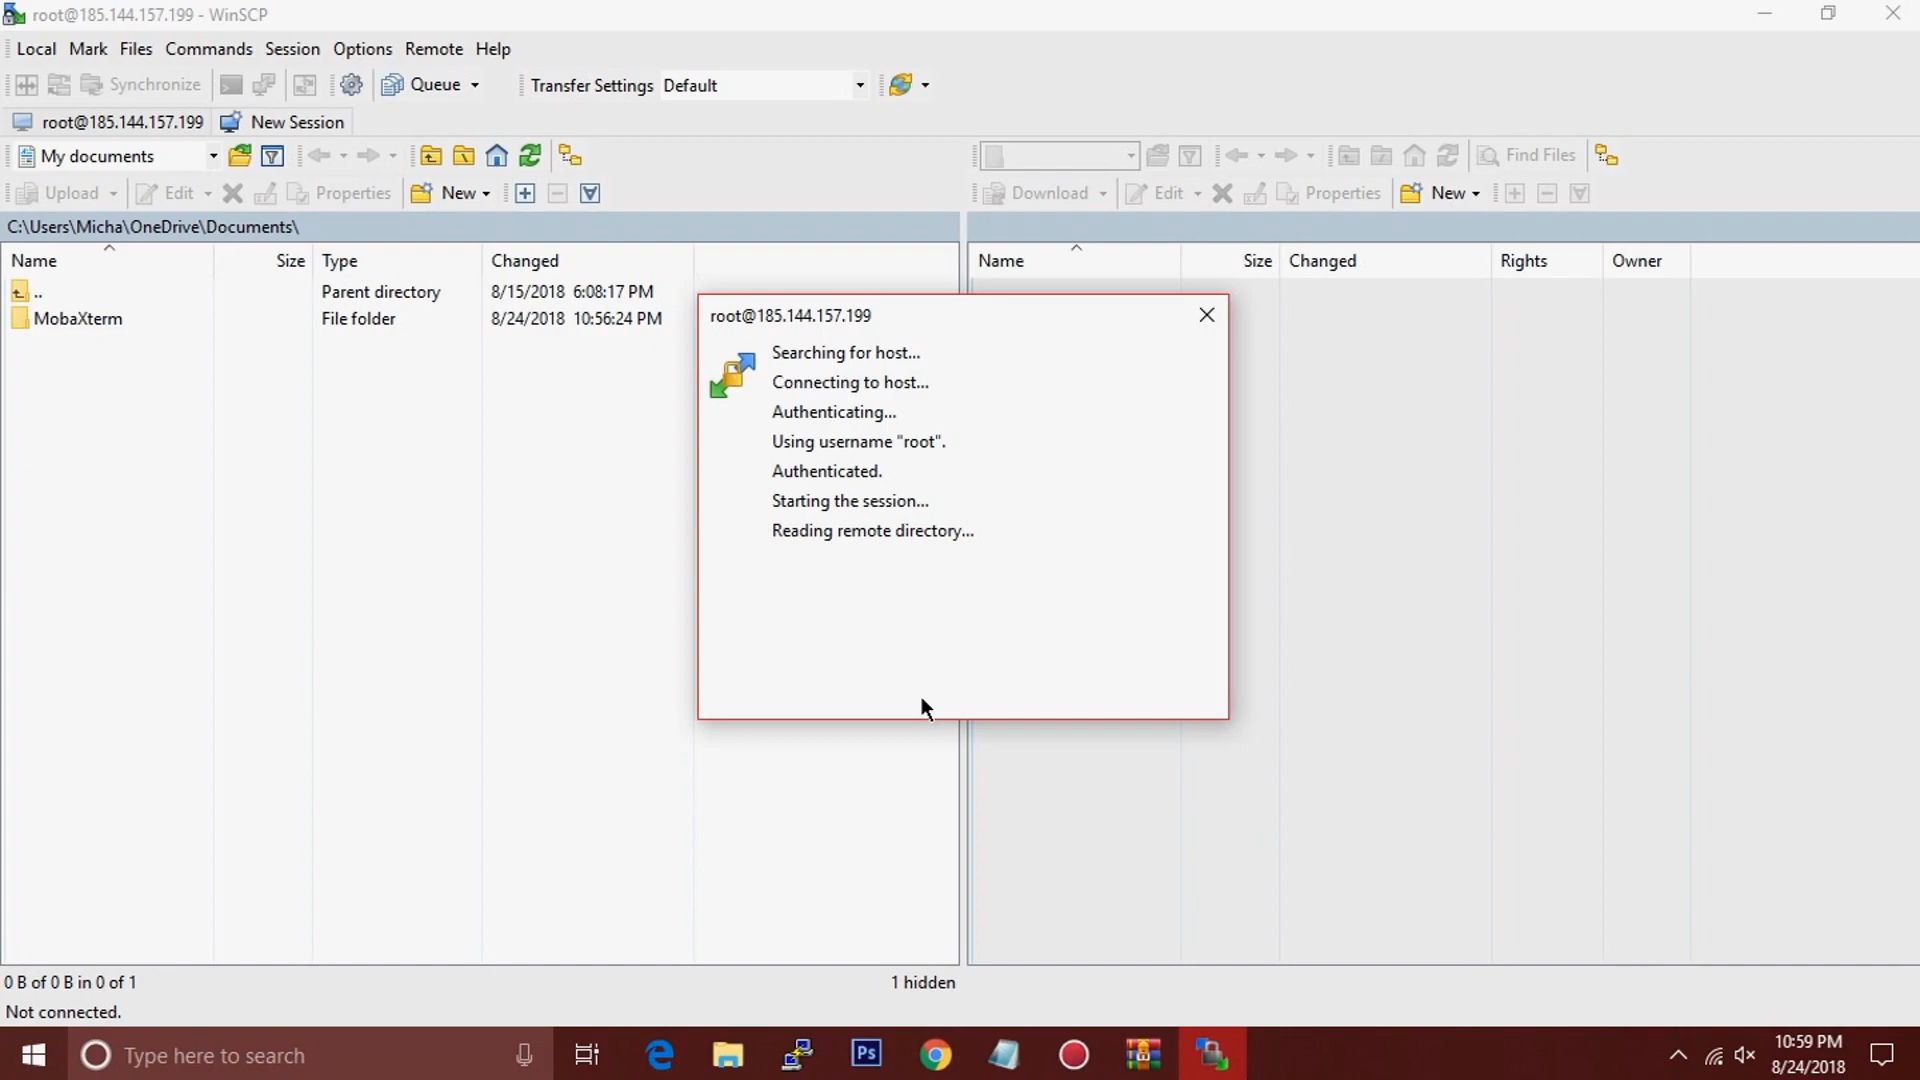 root@185.144.157.199 - WinSCP
Local Mark Files Commands Session Options Remote Help
Synchronize Queue Transfer Settings Default
root@185.144.157.199 New Session
My documents Find Files
Upload Edit Properties New Download Edit Properties New
C:\Users\Micha\OneDrive\Documents\
Name Size Type Changed Name Size Changed Rights Owner
.. Parent directory 8/15/2018 6:08:17 PM
MobaXterm File folder 8/24/2018 10:56:24 PM
root@185.144.157.199
Searching for host...
Connecting to host...
Authenticating...
Using username "root".
Authenticated.
Starting the session...
Reading remote directory...
0 B of 0 B in 0 of 1 1 hidden
Not connected.
Type here to search
Ps
10:59 PM
8/24/2018